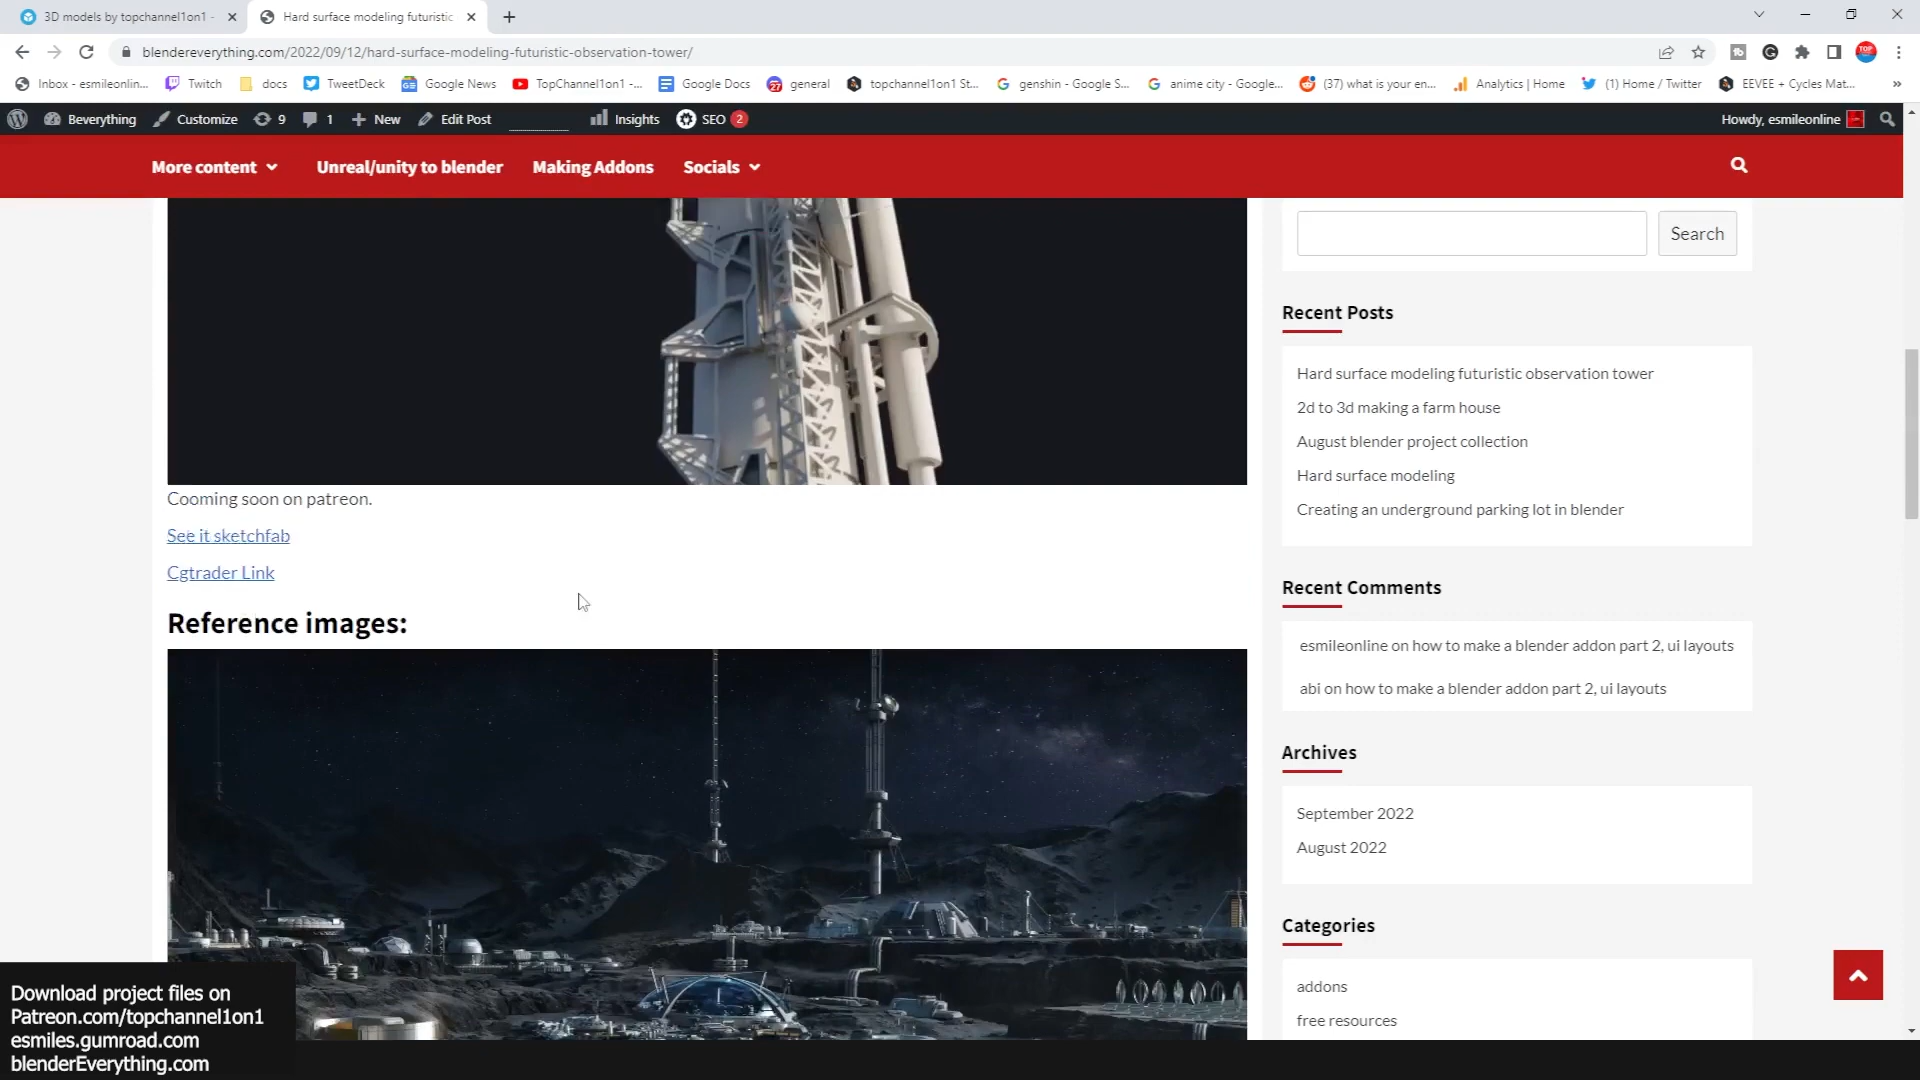 3D models by topchannel1on1 -
Hard surface modeling futuristic
blendereverything.com/2022/09/12/hard-surface-modeling-futuristic-observation-tower/
Inbox - esmileonlin...
Twitch
docs
TweetDeck
Google News
TopChannel1on1 -...
Google Docs
27
general
topchannel1on1 St...
genshin - Google S...
anime city - Google...
(37) what is your en...
Analytics | Home
(1) Home / Twitter
EEVEE + Cycles Mat...
»
Beverything
Customize
9
1
New
Edit Post
Insights
SEO
2
Howdy, esmileonline
More content
Unreal/unity to blender
Making Addons
Socials
Search
Cooming soon on patreon.
See it sketchfab
Cgtrader Link
Reference images:
Recent Posts
Hard surface modeling futuristic observation tower
2d to 3d making a farm house
August blender project collection
Hard surface modeling
Creating an underground parking lot in blender
Recent Comments
esmileonline on how to make a blender addon part 2, ui layouts
abi on how to make a blender addon part 2, ui layouts
Archives
September 2022
August 2022
Categories
addons
free resources
Download project files on
Patreon.com/topchannel1on1
esmiles.gumroad.com
blenderEverything.com